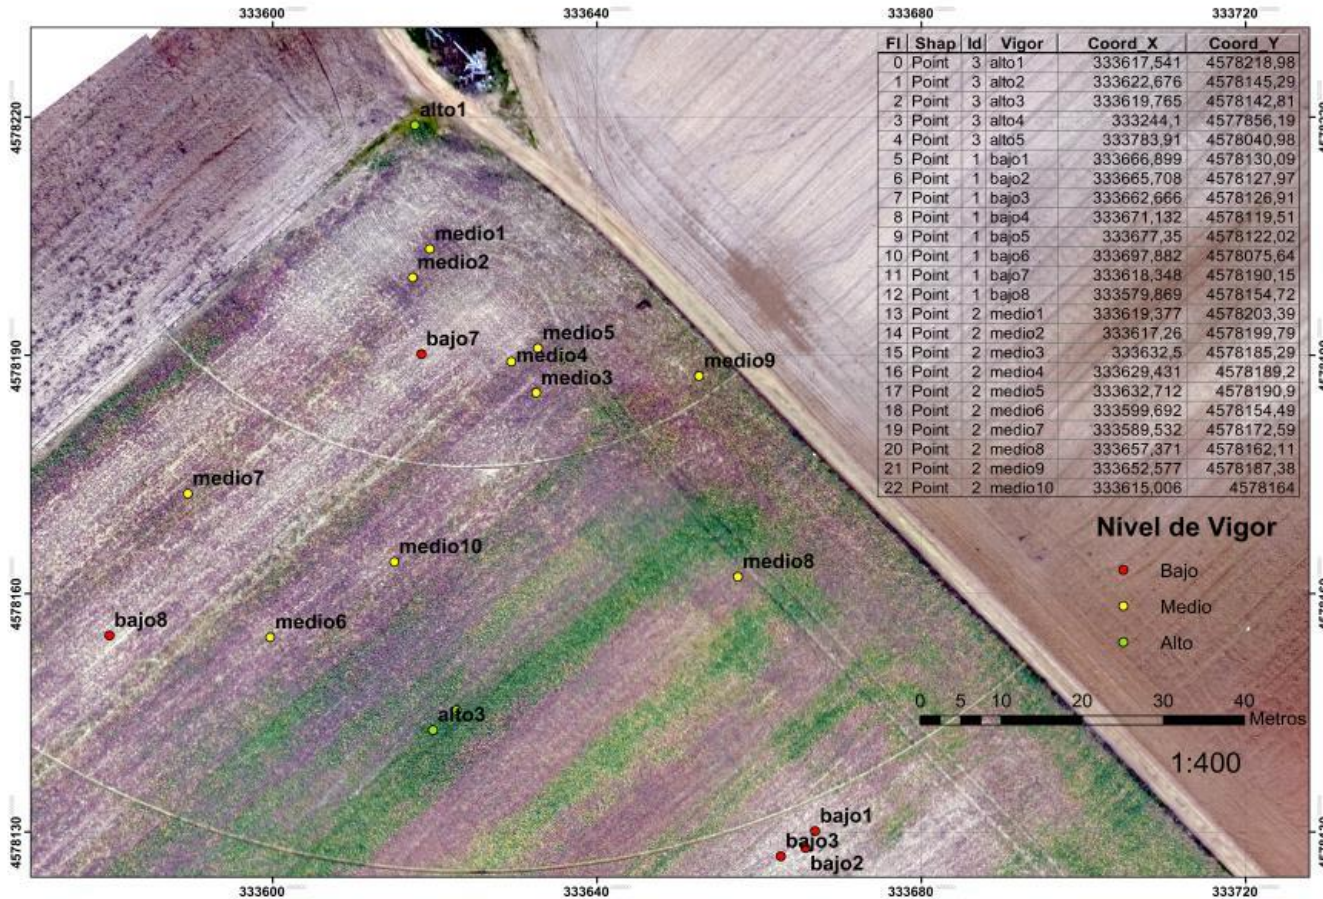 333600 333640 333680 333720
FI Shap Id Vigor Coord_X Coord_Y
0 Point 3 alto1 333617,541 4578218,98
1 Point 3 alto2 333622,676 4578145,29
2 Point 3 alto3 333619,765 4578142,81
3 Point 3 alto4 333244,1 4577856,19
4 Point 3 alto5 333783,91 4578040,98
5 Point 1 bajo1 333666,899 4578130,09
6 Point 1 bajo2 333665,708 4578127,97
7 Point 1 bajo3 333662,666 4578126,91
8 Point 1 bajo4 333671,132 4578119,51
9 Point 1 bajo5 333677,35 4578122,02
10 Point 1 bajo6 333697,882 4578075,64
11 Point 1 bajo7 333618,348 4578190,15
12 Point 1 bajo8 333579,869 4578154,72
13 Point 2 medio1 333619,377 4578203,39
14 Point 2 medio2 333617,26 4578199,79
15 Point 2 medio3 333632,5 4578185,29
16 Point 2 medio4 333629,431 4578189,2
17 Point 2 medio5 333632,712 4578190,9
18 Point 2 medio6 333599,692 4578154,49
19 Point 2 medio7 333589,532 4578172,59
20 Point 2 medio8 333657,371 4578162,11
21 Point 2 medio9 333652,577 4578187,38
22 Point 2 medio10 333615,006 4578164
4578220
alto1
medio1
medio2
4578190
bajo7
medio5
medio4
medio9
medio3
medio7
medio10
medio8
4578160
bajo8
medio6
alto3
Nivel de Vigor
Bajo
Medio
Alto
0 5 10 20 30 40
Metros
1:400
4578130
bajo1
bajo3
bajo2
333600 333640 333680 333720